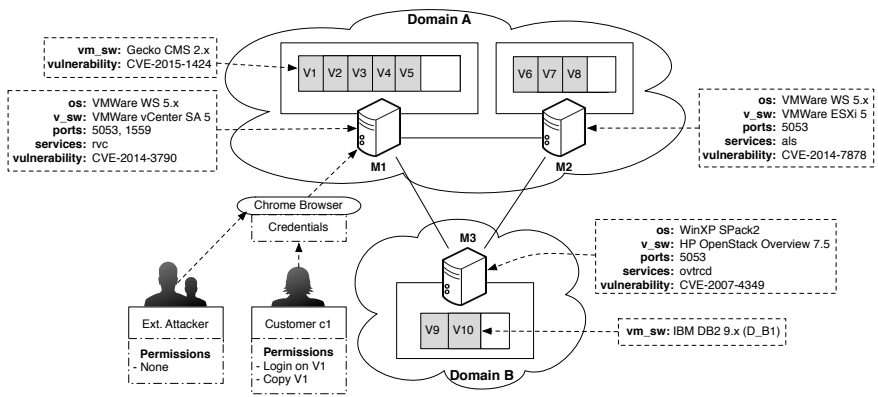 Domain A
vm_sw: Gecko CMS 2.x
vulnerability: CVE-2015-1424
V1 V2 V3 V4 V5
V6 V7 V8
os: VMWare WS 5.x
v_sw: VMWare vCenter SA 5
ports: 5053, 1559
services: rvc
vulnerability: CVE-2014-3790
M1
M2
os: VMWare WS 5.x
v_sw: VMWare ESXi 5
ports: 5053
services: als
vulnerability: CVE-2014-7878
Chrome Browser
Credentials
M3
os: WinXP SPack2
v_sw: HP OpenStack Overview 7.5
ports: 5053
services: ovtrcd
vulnerability: CVE-2007-4349
Ext. Attacker
Permissions
- None
Customer c1
Permissions
- Login on V1
- Copy V1
V9 V10
vm_sw: IBM DB2 9.x (D_B1)
Domain B